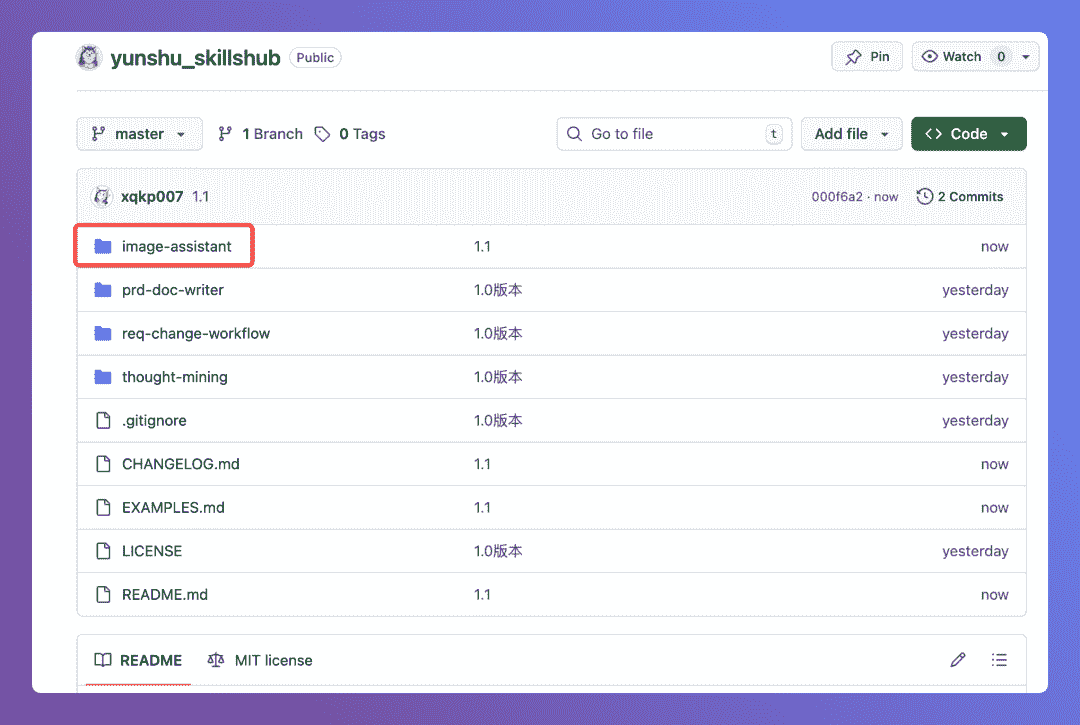 yunshu_skillshub Public Pin Watch 0
master 1 Branch 0 Tags Go to file t Add file Code
xqkp007 1.1 000f6a2 · now 2 Commits
image-assistant 1.1 now
prd-doc-writer 1.0版本 yesterday
req-change-workflow 1.0版本 yesterday
thought-mining 1.0版本 yesterday
.gitignore 1.0版本 yesterday
CHANGELOG.md 1.1 now
EXAMPLES.md 1.1 now
LICENSE 1.0版本 yesterday
README.md 1.1 now
README MIT license